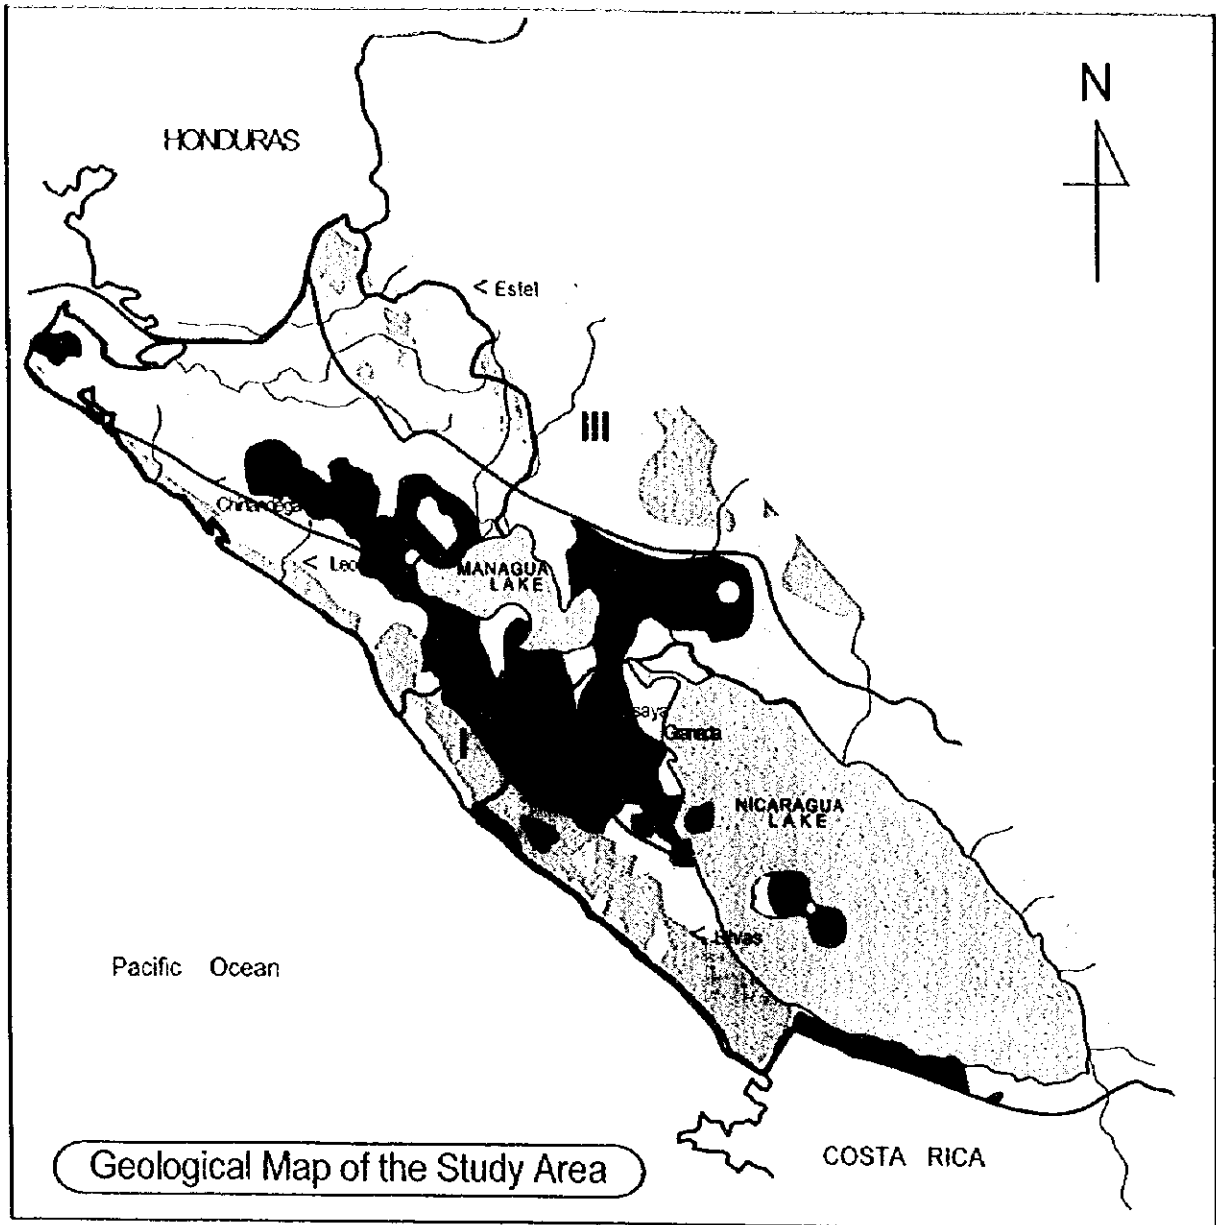 N
HONDURAS
< Estel
III
Chinandega
< Leo
MANAGUA
LAKE
saya
Granada
I
NICARAGUA
LAKE
<
Pacific Ocean
COSTA RICA
Geological Map of the Study Area